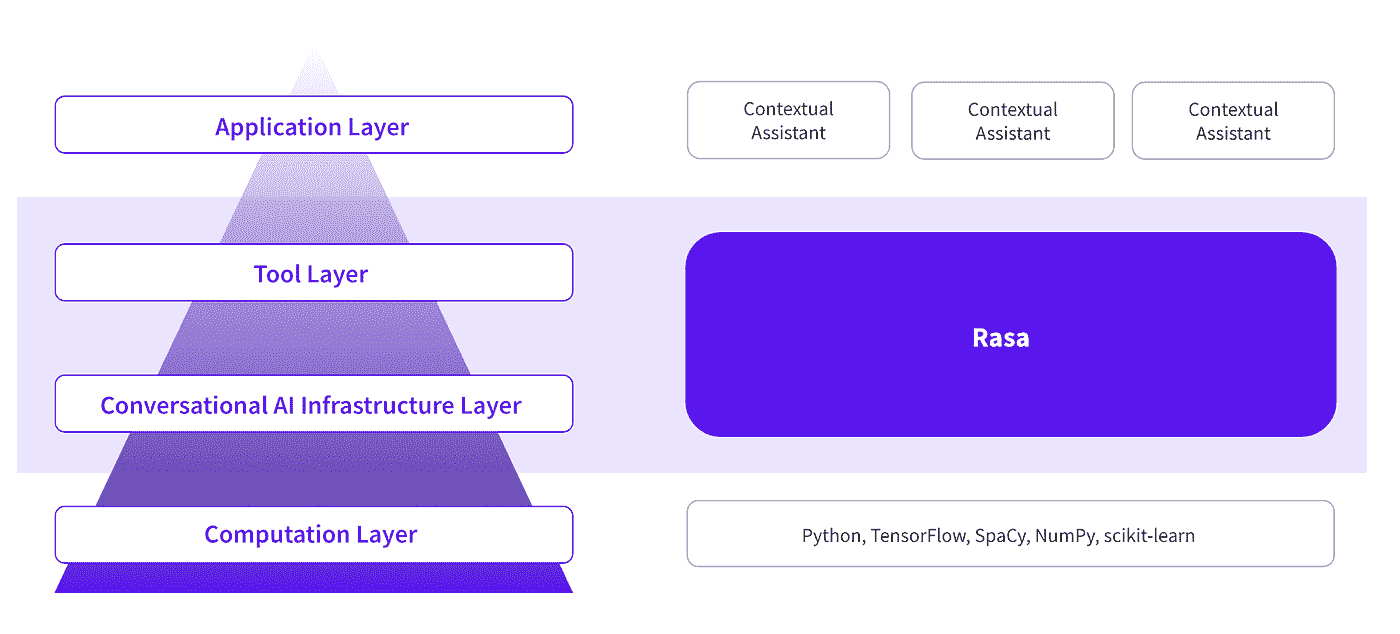 Application Layer
Contextual
Assistant
Contextual
Assistant
Contextual
Assistant
Tool Layer
Rasa
Conversational AI Infrastructure Layer
Computation Layer
Python, TensorFlow, SpaCy, NumPy, scikit-learn